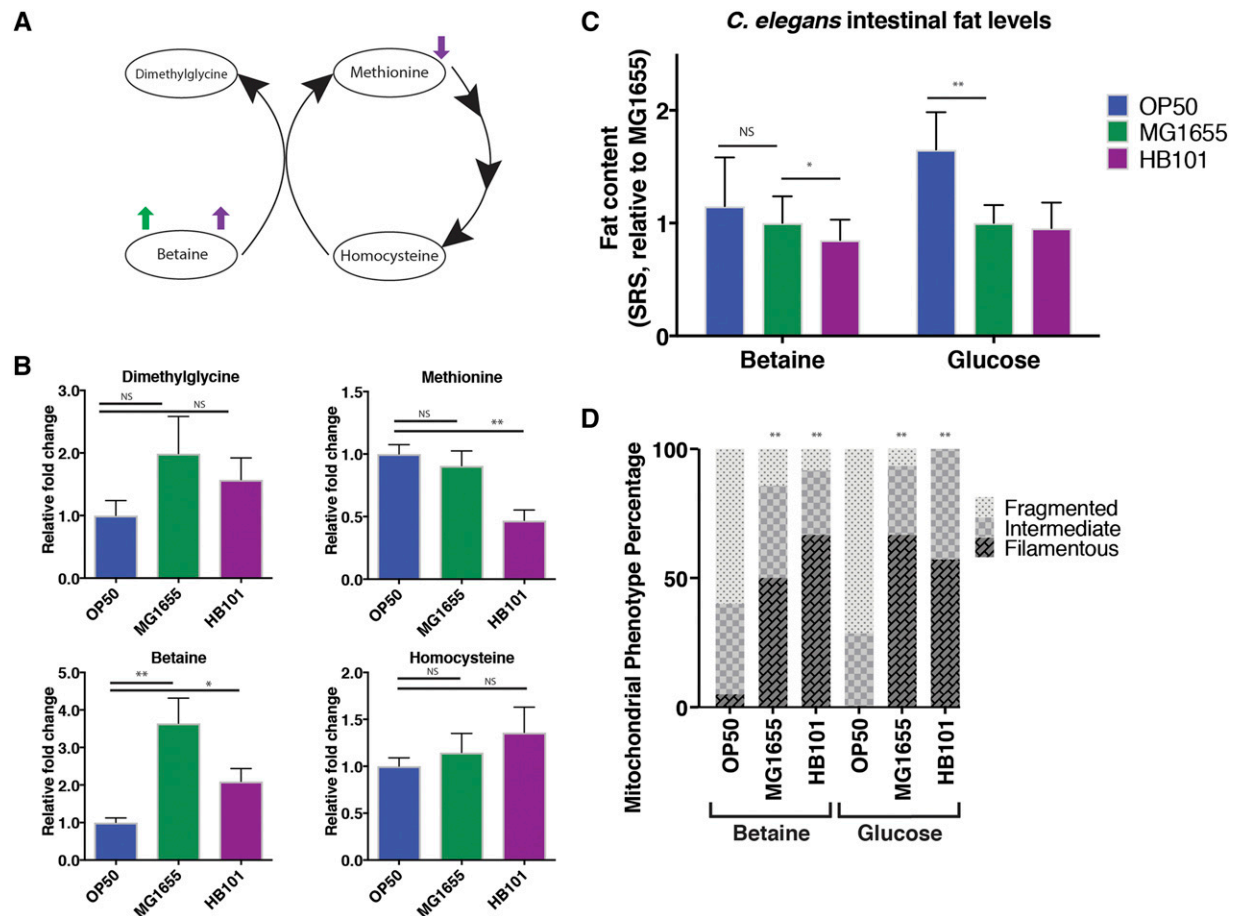 A
Dimethylglycine
Methionine
Betaine
Homocysteine
B
Dimethylglycine
Relative fold change
3.0
2.0
1.0
0.0
NS
NS
OP50
MG1655
HB101
Methionine
Relative fold change
1.5
1.0
0.5
0.0
NS
**
OP50
MG1655
HB101
Betaine
Relative fold change
5.0
4.0
3.0
2.0
1.0
0.0
**
*
OP50
MG1655
HB101
Homocysteine
Relative fold change
2.0
1.5
1.0
0.5
0.0
NS
NS
OP50
MG1655
HB101
C
C. elegans intestinal fat levels
Fat content
(SRS, relative to MG1655)
2
1
0
NS
*
**
Betaine
Glucose
OP50
MG1655
HB101
D
Mitochondrial Phenotype Percentage
100
50
0
**
**
**
**
OP50
MG1655
HB101
OP50
MG1655
HB101
Betaine
Glucose
Fragmented
Intermediate
Filamentous